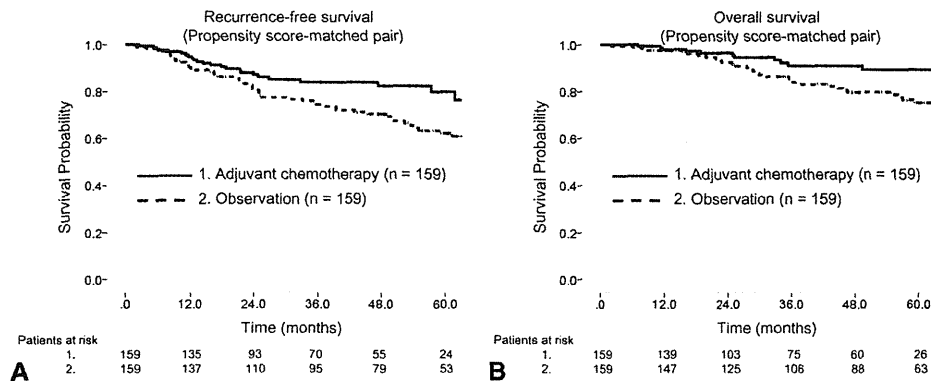 Recurrence-free survival
(Propensity score-matched pair)
Survival Probability
1.0
0.8
0.6
0.4
0.2
0.0
1. Adjuvant chemotherapy (n = 159)
2. Observation (n = 159)
.0 12.0 24.0 36.0 48.0 60.0
Time (months)
Patients at risk
1. 159 135 93 70 55 24
2. 159 137 110 95 79 53
A
Overall survival
(Propensity score-matched pair)
Survival Probability
1.0
0.8
0.6
0.4
0.2
0.0
1. Adjuvant chemotherapy (n = 159)
2. Observation (n = 159)
.0 12.0 24.0 36.0 48.0 60.0
Time (months)
Patients at risk
1. 159 139 103 75 60 26
2. 159 147 125 106 88 63
B